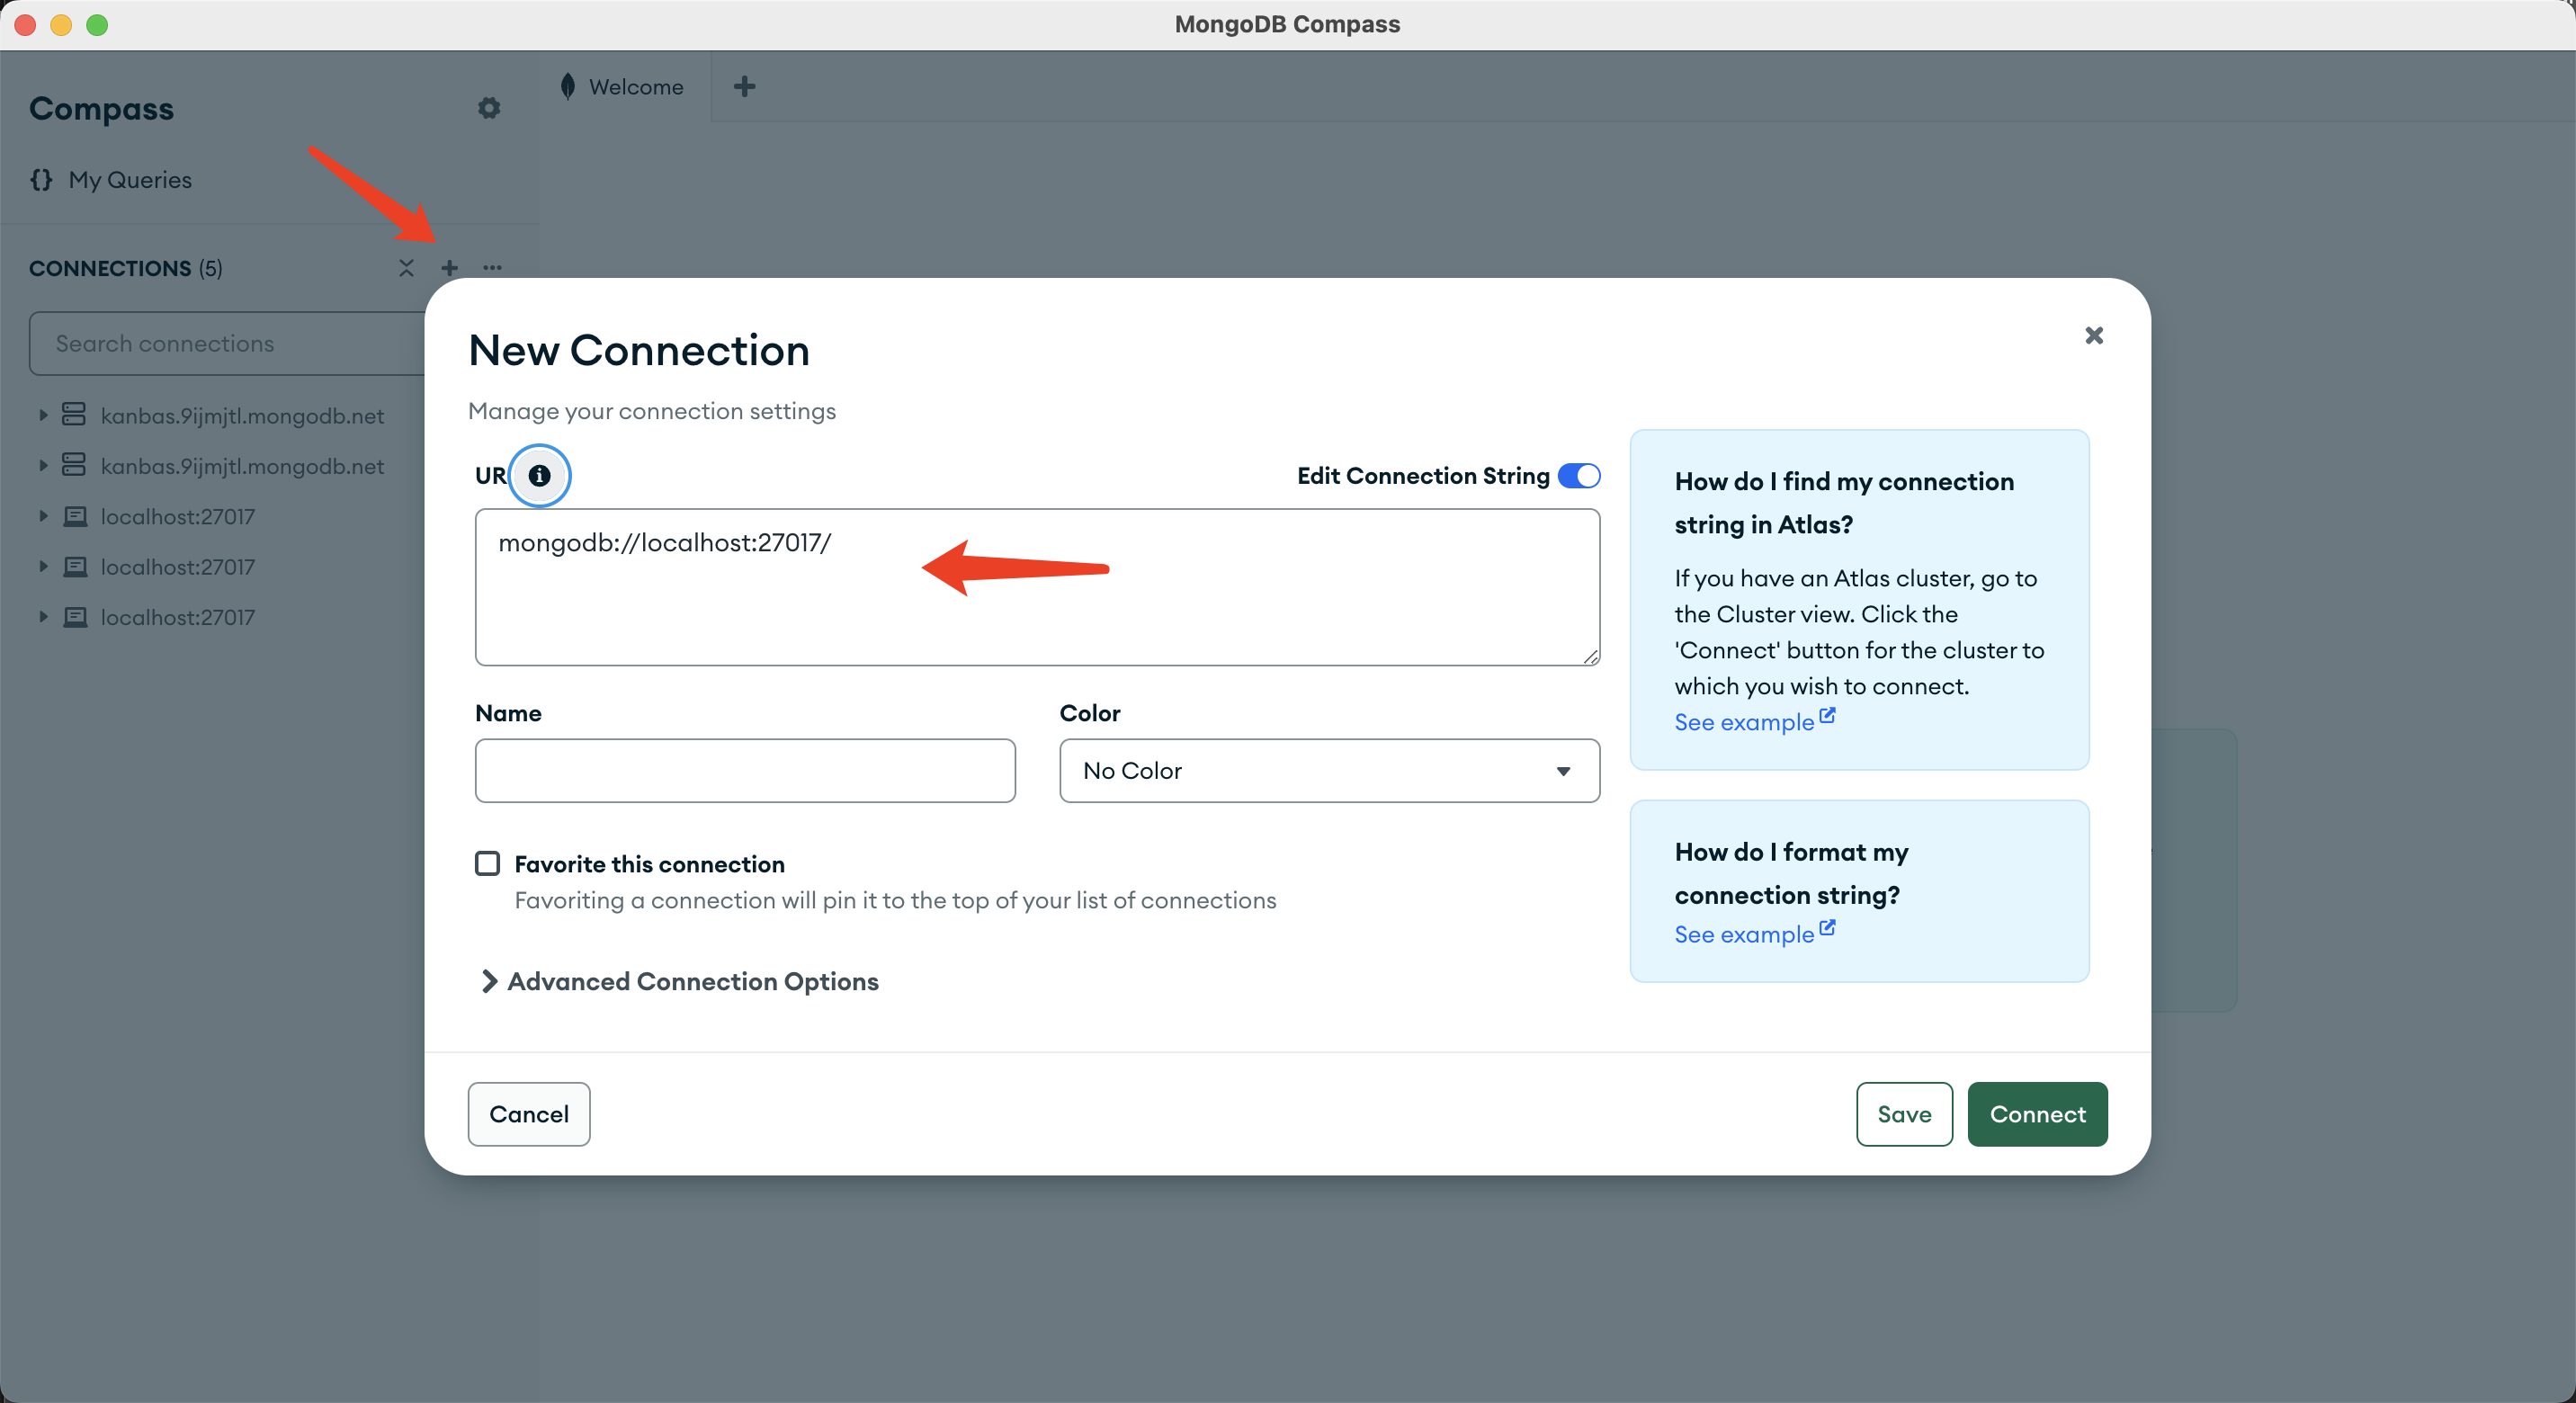 MongoDB Compass
Compass
Welcome
My Queries
CONNECTIONS (5)
Search connections
kanbas.9ijmjtl.mongodb.net
kanbas.9ijmjtl.mongodb.net
localhost:27017
localhost:27017
localhost:27017
New Connection
Manage your connection settings
UR
Edit Connection String
mongodb://localhost:27017/
Name
Color
No Color
Favorite this connection
Favoriting a connection will pin it to the top of your list of connections
Advanced Connection Options
How do I find my connection
string in Atlas?
If you have an Atlas cluster, go to
the Cluster view. Click the
'Connect' button for the cluster to
which you wish to connect.
See example
How do I format my
connection string?
See example
Cancel
Save
Connect